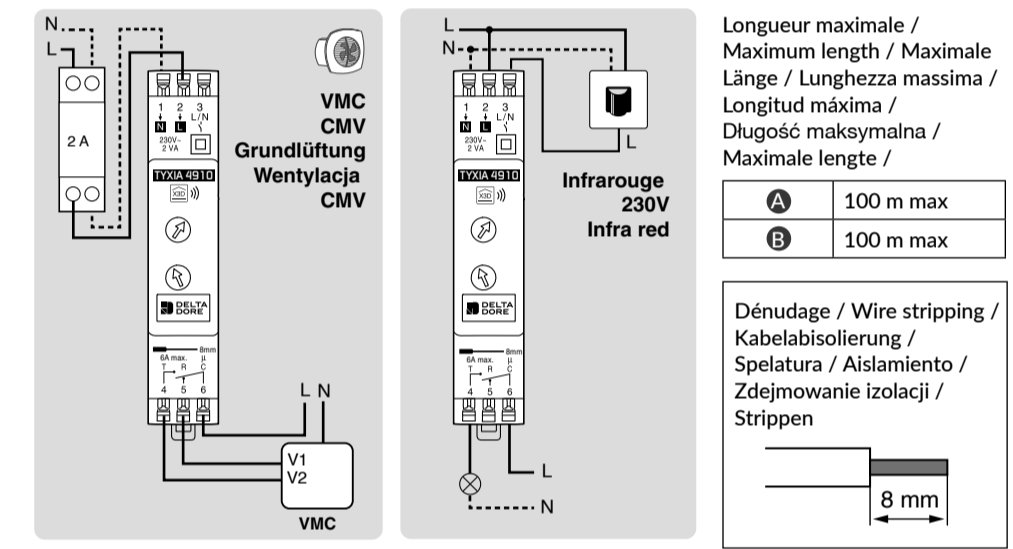 N
L
2 A
1 2 3
N L L/N
230V~
2 VA
TYXIA 4910
X3D
DELTA
DORE
8mm
6A max. µ
T R C
4 5 6
L N
V1
V2
VMC
VMC
CMV
Grundlüftung
Wentylacja
CMV
L
N
1 2 3
N L L/N
230V~
2 VA
TYXIA 4910
X3D
DELTA
DORE
8mm
6A max. µ
T R C
4 5 6
L
N
L
Infrarouge
230V
Infra red
Longueur maximale /
Maximum length / Maximale
Länge / Lunghezza massima /
Longitud máxima /
Długość maksymalna /
Maximale lengte /
A 100 m max
B 100 m max
Dénudage / Wire stripping /
Kabelabisolierung /
Spelatura / Aislamiento /
Zdejmowanie izolacji /
Strippen
8 mm